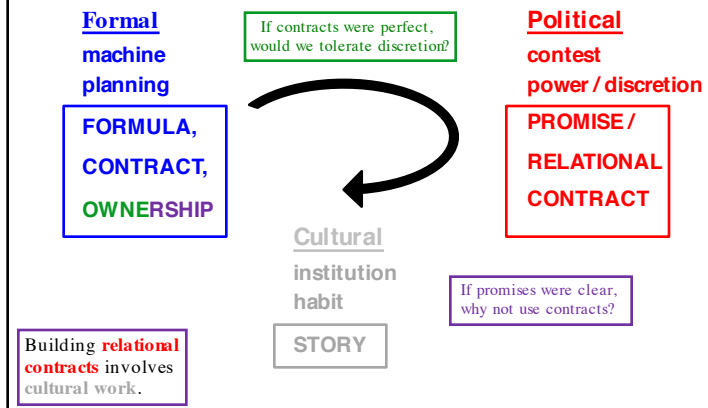 Formal
machine
planning
FORMULA,
CONTRACT,
OWNERSHIP
If contracts were perfect,
would we tolerate discretion?
Political
contest
power / discretion
PROMISE /
RELATIONAL
CONTRACT
Cultural
institution
habit
STORY
If promises were clear,
why not use contracts?
Building relational
contracts involves
cultural work.